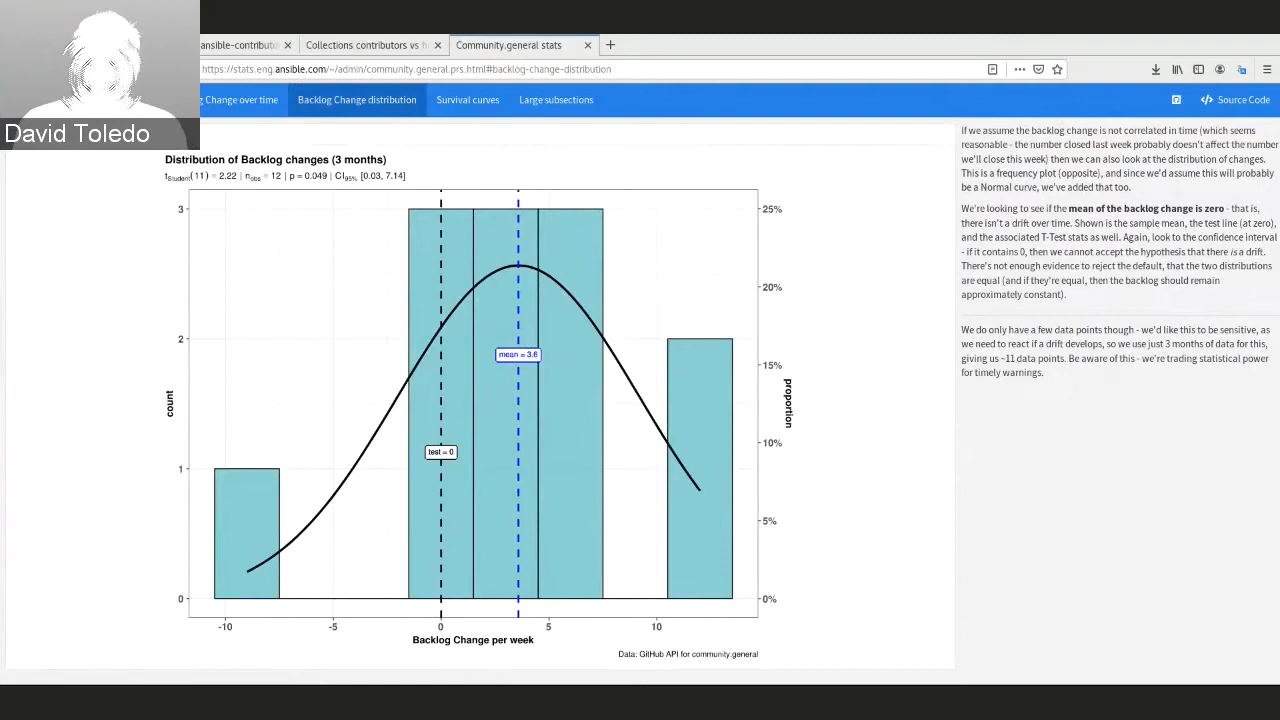 David Toledo
ansible-contributo
Collections contributors vs h
Community.general stats
https://stats.eng.ansible.com/~/admin/community.general.prs.html#backlog-change-distribution
g Change over time
Backlog Change distribution
Survival curves
Large subsections
Source Code
Distribution of Backlog changes (3 months)
tStudent(11) = 2.22 | nobs = 12 | p = 0.049 | CI95% [0.03, 7.14]
3
2
1
0
count
mean = 3.6
test = 0
25%
20%
15%
10%
5%
0%
proportion
-10
-5
0
5
10
Backlog Change per week
Data: GitHub API for community.general
If we assume the backlog change is not correlated in time (which seems
reasonable - the number closed last week probably doesn't affect the number
we'll close this week) then we can also look at the distribution of changes.
This is a frequency plot (opposite), and since we'd assume this will probably
be a Normal curve, we've added that too.
We're looking to see if the mean of the backlog change is zero - that is,
there isn't a drift over time. Shown is the sample mean, the test line (at zero),
and the associated T-Test stats as well. Again, look to the confidence interval
- if it contains 0, then we cannot accept the hypothesis that there is a drift.
There's not enough evidence to reject the default, that the two distributions
are equal (and if they're equal, then the backlog should remain
approximately constant).
We do only have a few data points though - we'd like this to be sensitive, as
we need to react if a drift develops, so we use just 3 months of data for this,
giving us ~11 data points. Be aware of this - we're trading statistical power
for timely warnings.